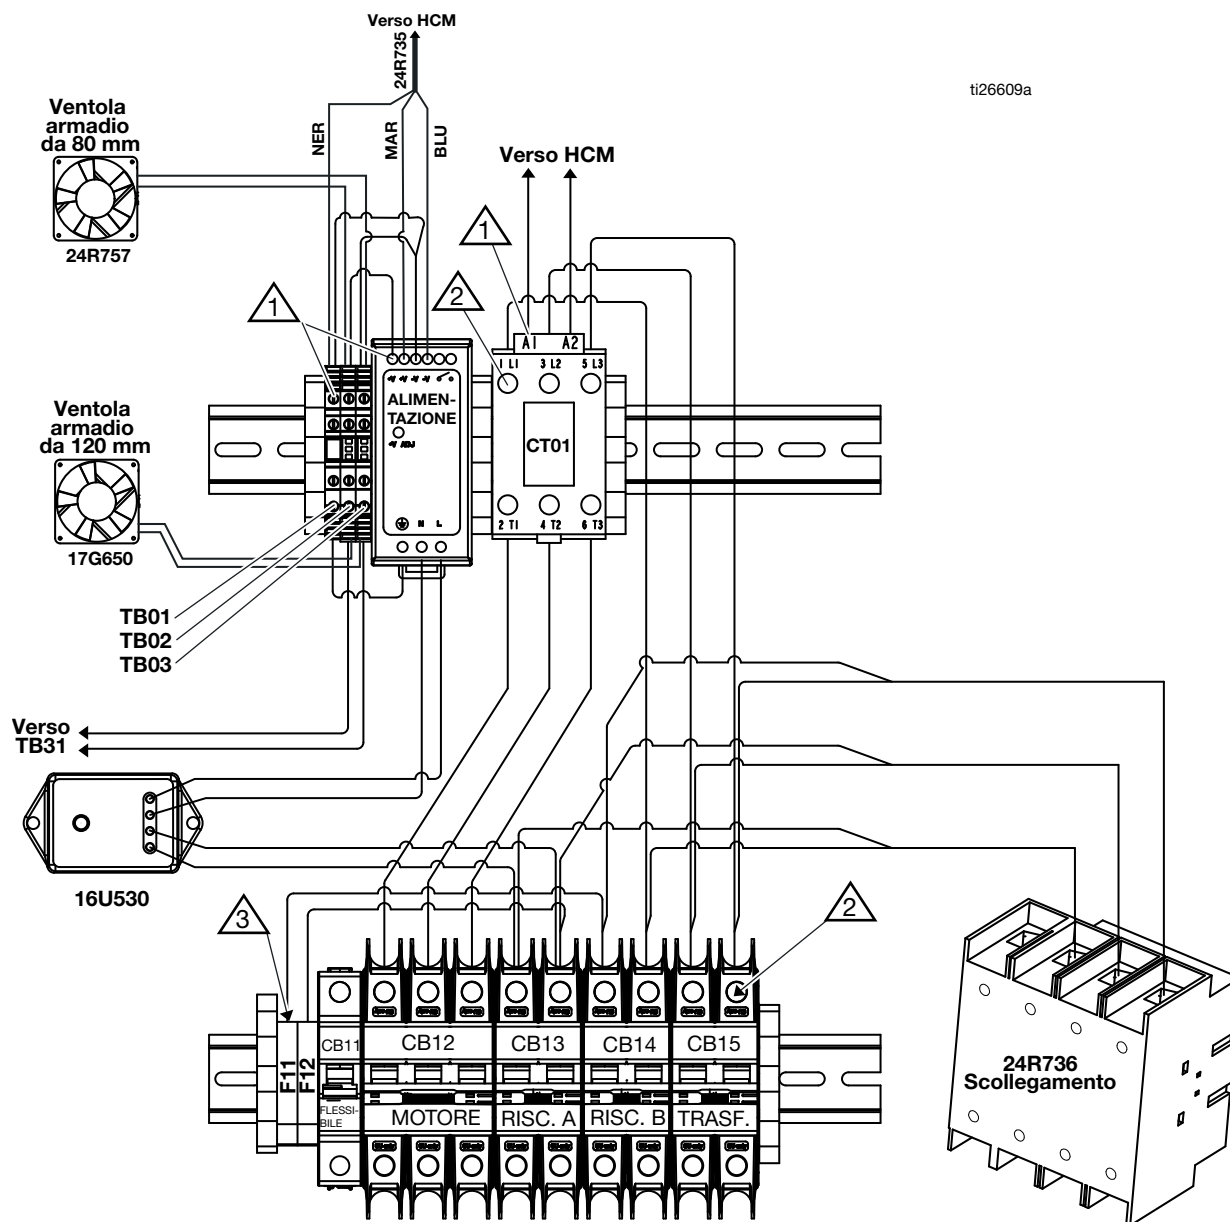 Verso HCM
24R735
ti26609a
Ventola
armadio
da 80 mm
24R757
NER
MAR
BLU
Verso HCM
1
2
1
A1 A2
1 L1 3 L2 5 L3
+V +V -V -V
ALIMEN-
TAZIONE
+V ADJ
CT01
Ventola
armadio
da 120 mm
17G650
N L
2 T1 4 T2 6 T3
TB01
TB02
TB03
Verso
TB31
16U530
3
2
F11
F12
CB11
CB12
CB13
CB14
CB15
FLESSI-
BILE
MOTORE
RISC. A
RISC. B
TRASF.
24R736
Scollegamento